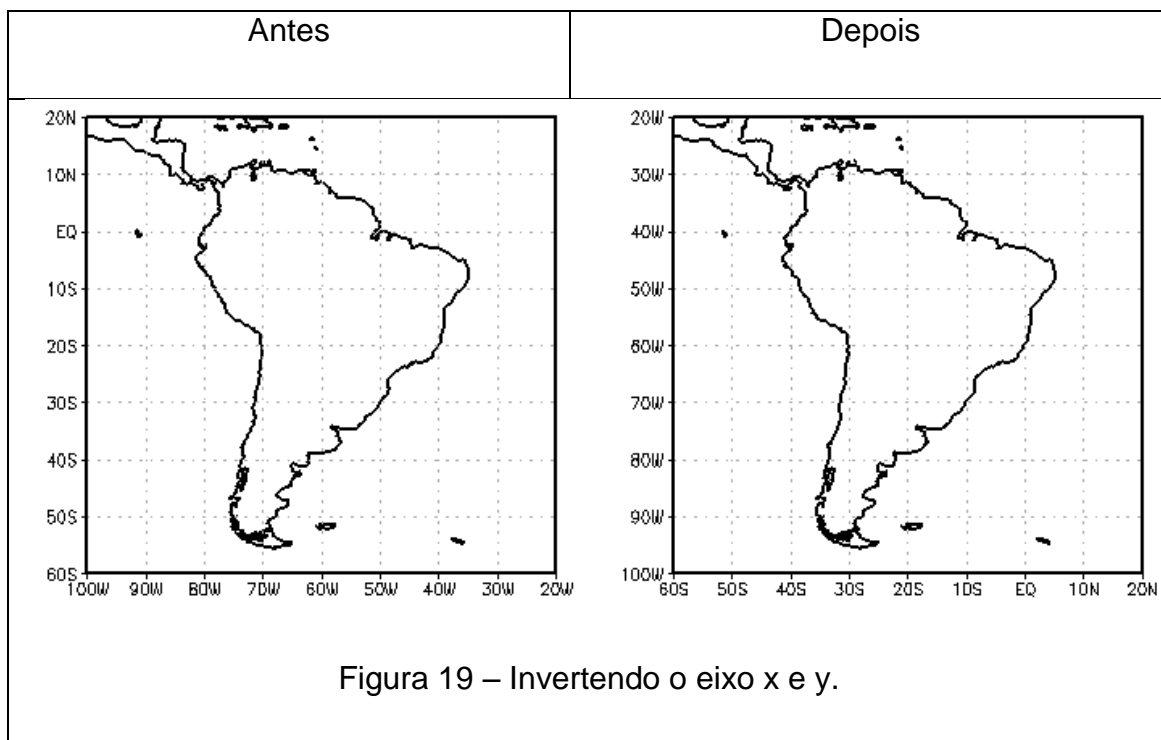 Antes
Depois
20N
10N
EQ
10S
20S
30S
40S
50S
60S
100W 90W 80W 70W 60W 50W 40W 30W 20W
20W
30W
40W
50W
60W
70W
80W
90W
100W
60S 50S 40S 30S 20S 10S EQ 10N 20N
Figura 19 – Invertendo o eixo x e y.